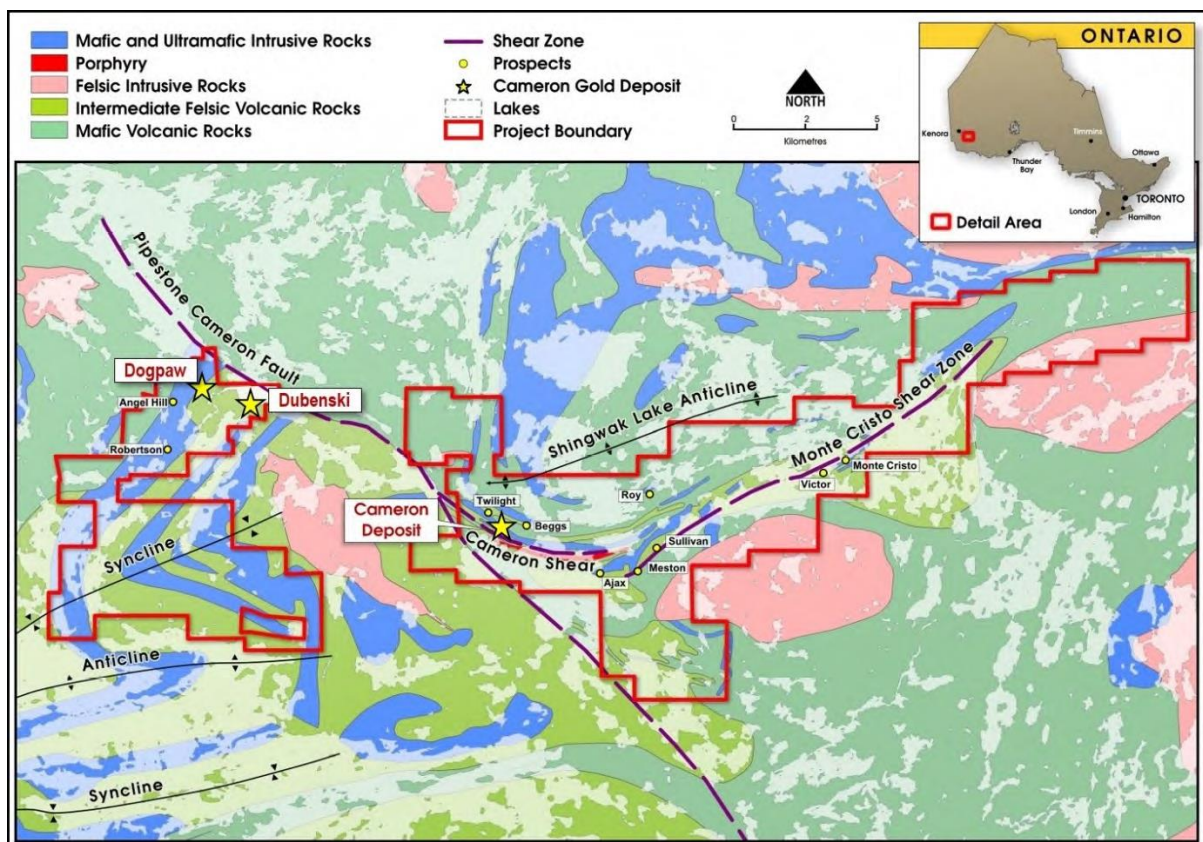 Mafic and Ultramafic Intrusive Rocks
Porphyry
Felsic Intrusive Rocks
Intermediate Felsic Volcanic Rocks
Mafic Volcanic Rocks
Shear Zone
Prospects
Cameron Gold Deposit
Lakes
Project Boundary
NORTH
0 2 5
Kilometres
ONTARIO
Kenora
Timmins
Thunder
Bay
Ottawa
TORONTO
London
Hamilton
Detail Area
Pipestone Cameron Fault
Dogpaw
Angel Hill
Dubenski
Robertson
Shingwak Lake Anticline
Monte Cristo Shear Zone
Monte Cristo
Victor
Roy
Twilight
Cameron
Deposit
Beggs
Cameron Shear
Sullivan
Meston
Ajax
Syncline
Anticline
Syncline